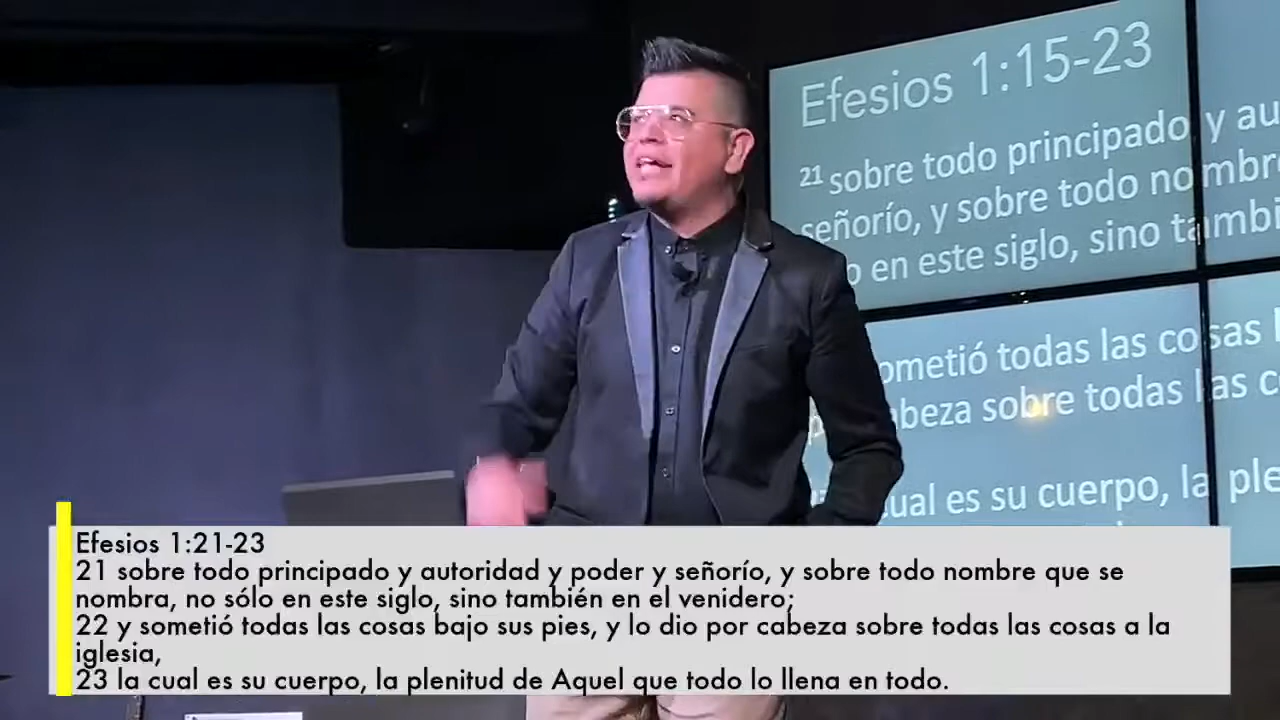 Efesios 1:15-23
21 sobre todo principado y au
señorío, y sobre todo nombr
o en este siglo, sino tambi
ometió todas las cosas
abeza sobre todas las c
cual es su cuerpo, la ple
Efesios 1:21-23
21 sobre todo principado y autoridad y poder y señorío, y sobre todo nombre que se
nombra, no sólo en este siglo, sino también en el venidero;
22 y sometió todas las cosas bajo sus pies, y lo dio por cabeza sobre todas las cosas a la
iglesia,
23 la cual es su cuerpo, la plenitud de Aquel que todo lo llena en todo.